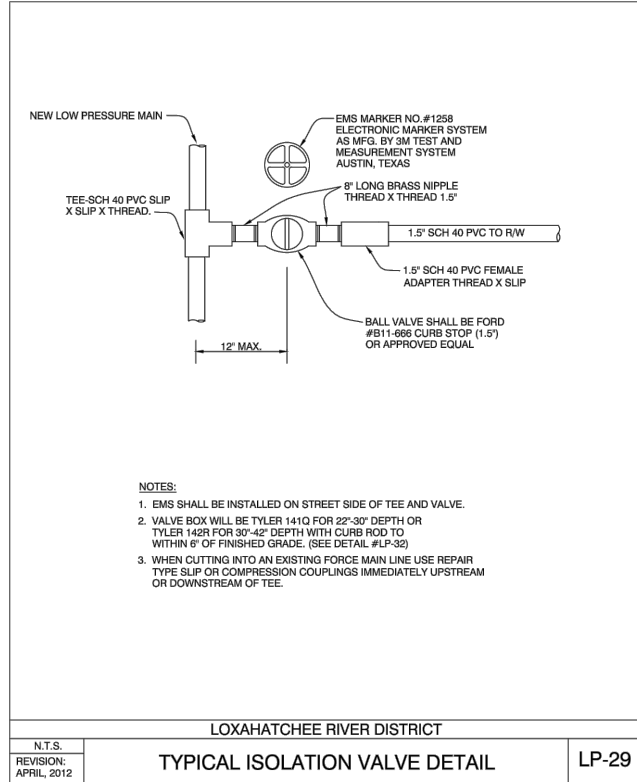 NEW LOW PRESSURE MAIN
EMS MARKER NO.#1258
ELECTRONIC MARKER SYSTEM
AS MFG. BY 3M TEST AND
MEASUREMENT SYSTEM
AUSTIN, TEXAS
TEE-SCH 40 PVC SLIP
X SLIP X THREAD.
8" LONG BRASS NIPPLE
THREAD X THREAD 1.5"
1.5" SCH 40 PVC TO R/W
1.5" SCH 40 PVC FEMALE
ADAPTER THREAD X SLIP
BALL VALVE SHALL BE FORD
#B11-666 CURB STOP (1.5")
OR APPROVED EQUAL
12" MAX.
NOTES:
1. EMS SHALL BE INSTALLED ON STREET SIDE OF TEE AND VALVE.
2. VALVE BOX WILL BE TYLER 141Q FOR 22"-30" DEPTH OR
TYLER 142R FOR 30"-42" DEPTH WITH CURB ROD TO
WITHIN 6" OF FINISHED GRADE. (SEE DETAIL #LP-32)
3. WHEN CUTTING INTO AN EXISTING FORCE MAIN LINE USE REPAIR
TYPE SLIP OR COMPRESSION COUPLINGS IMMEDIATELY UPSTREAM
OR DOWNSTREAM OF TEE.
LOXAHATCHEE RIVER DISTRICT
N.T.S.
REVISION:
APRIL, 2012
TYPICAL ISOLATION VALVE DETAIL
LP-29